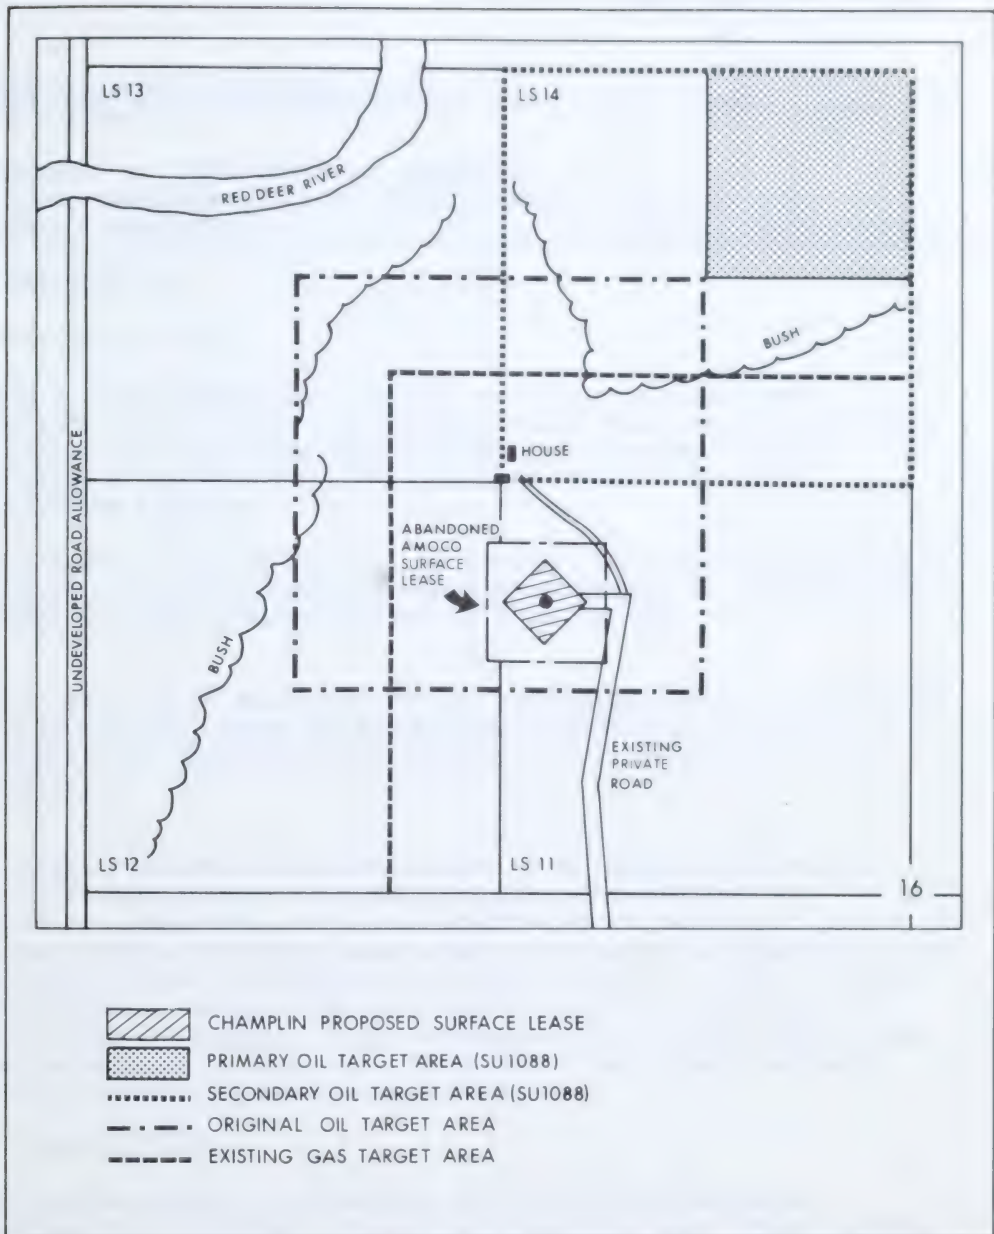 LS 13
LS 14
RED DEER RIVER
BUSH
HOUSE
UNDEVELOPED ROAD ALLOWANCE
ABANDONED
AMOCO
SURFACE
LEASE
BUSH
EXISTING
PRIVATE
ROAD
LS 12
LS 11
16
CHAMPLIN PROPOSED SURFACE LEASE
PRIMARY OIL TARGET AREA (SU1088)
SECONDARY OIL TARGET AREA (SU1088)
ORIGINAL OIL TARGET AREA
EXISTING GAS TARGET AREA